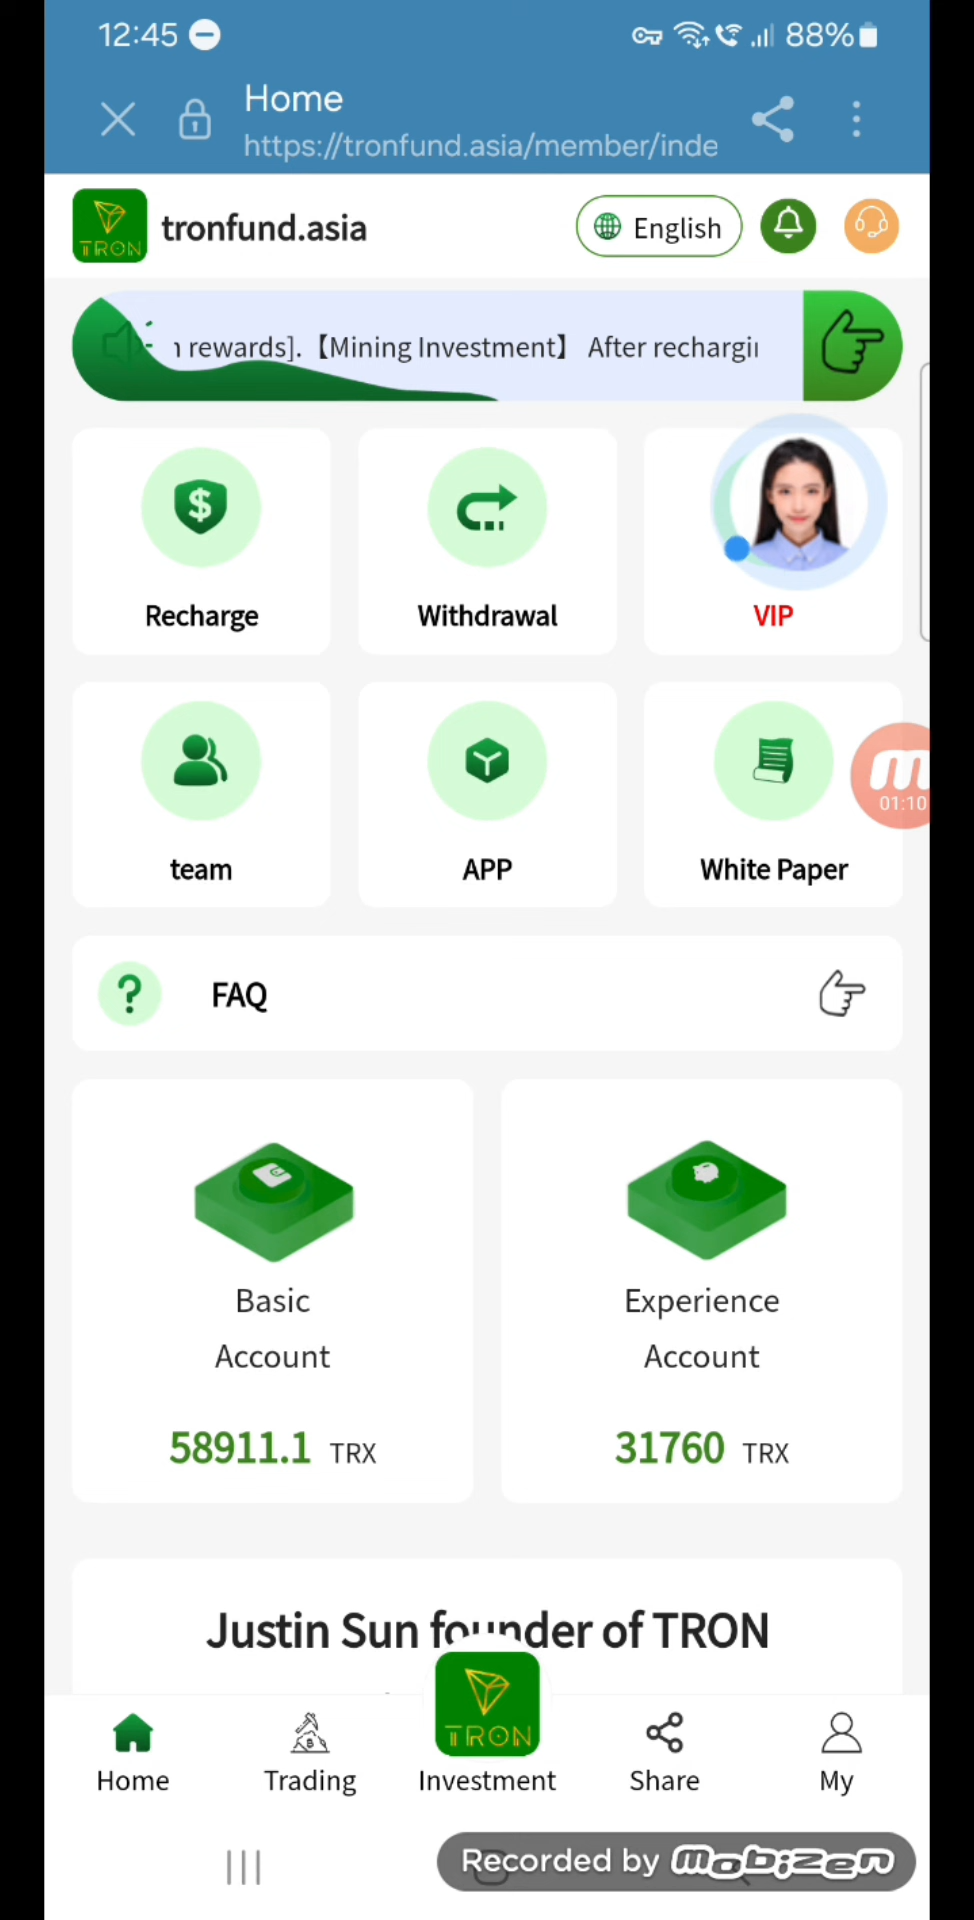 12:45
88%
Home
https://tronfund.asia/member/inde
TRON
tronfund.asia
English
rewards].【Mining Investment】 After rechargin
Recharge
Withdrawal
VIP
team
APP
White Paper
01:10
FAQ
Basic
Account
58911.1 TRX
Experience
Account
31760 TRX
Justin Sun founder of TRON
TRON
Home
Trading
Investment
Share
My
Recorded by mobizen